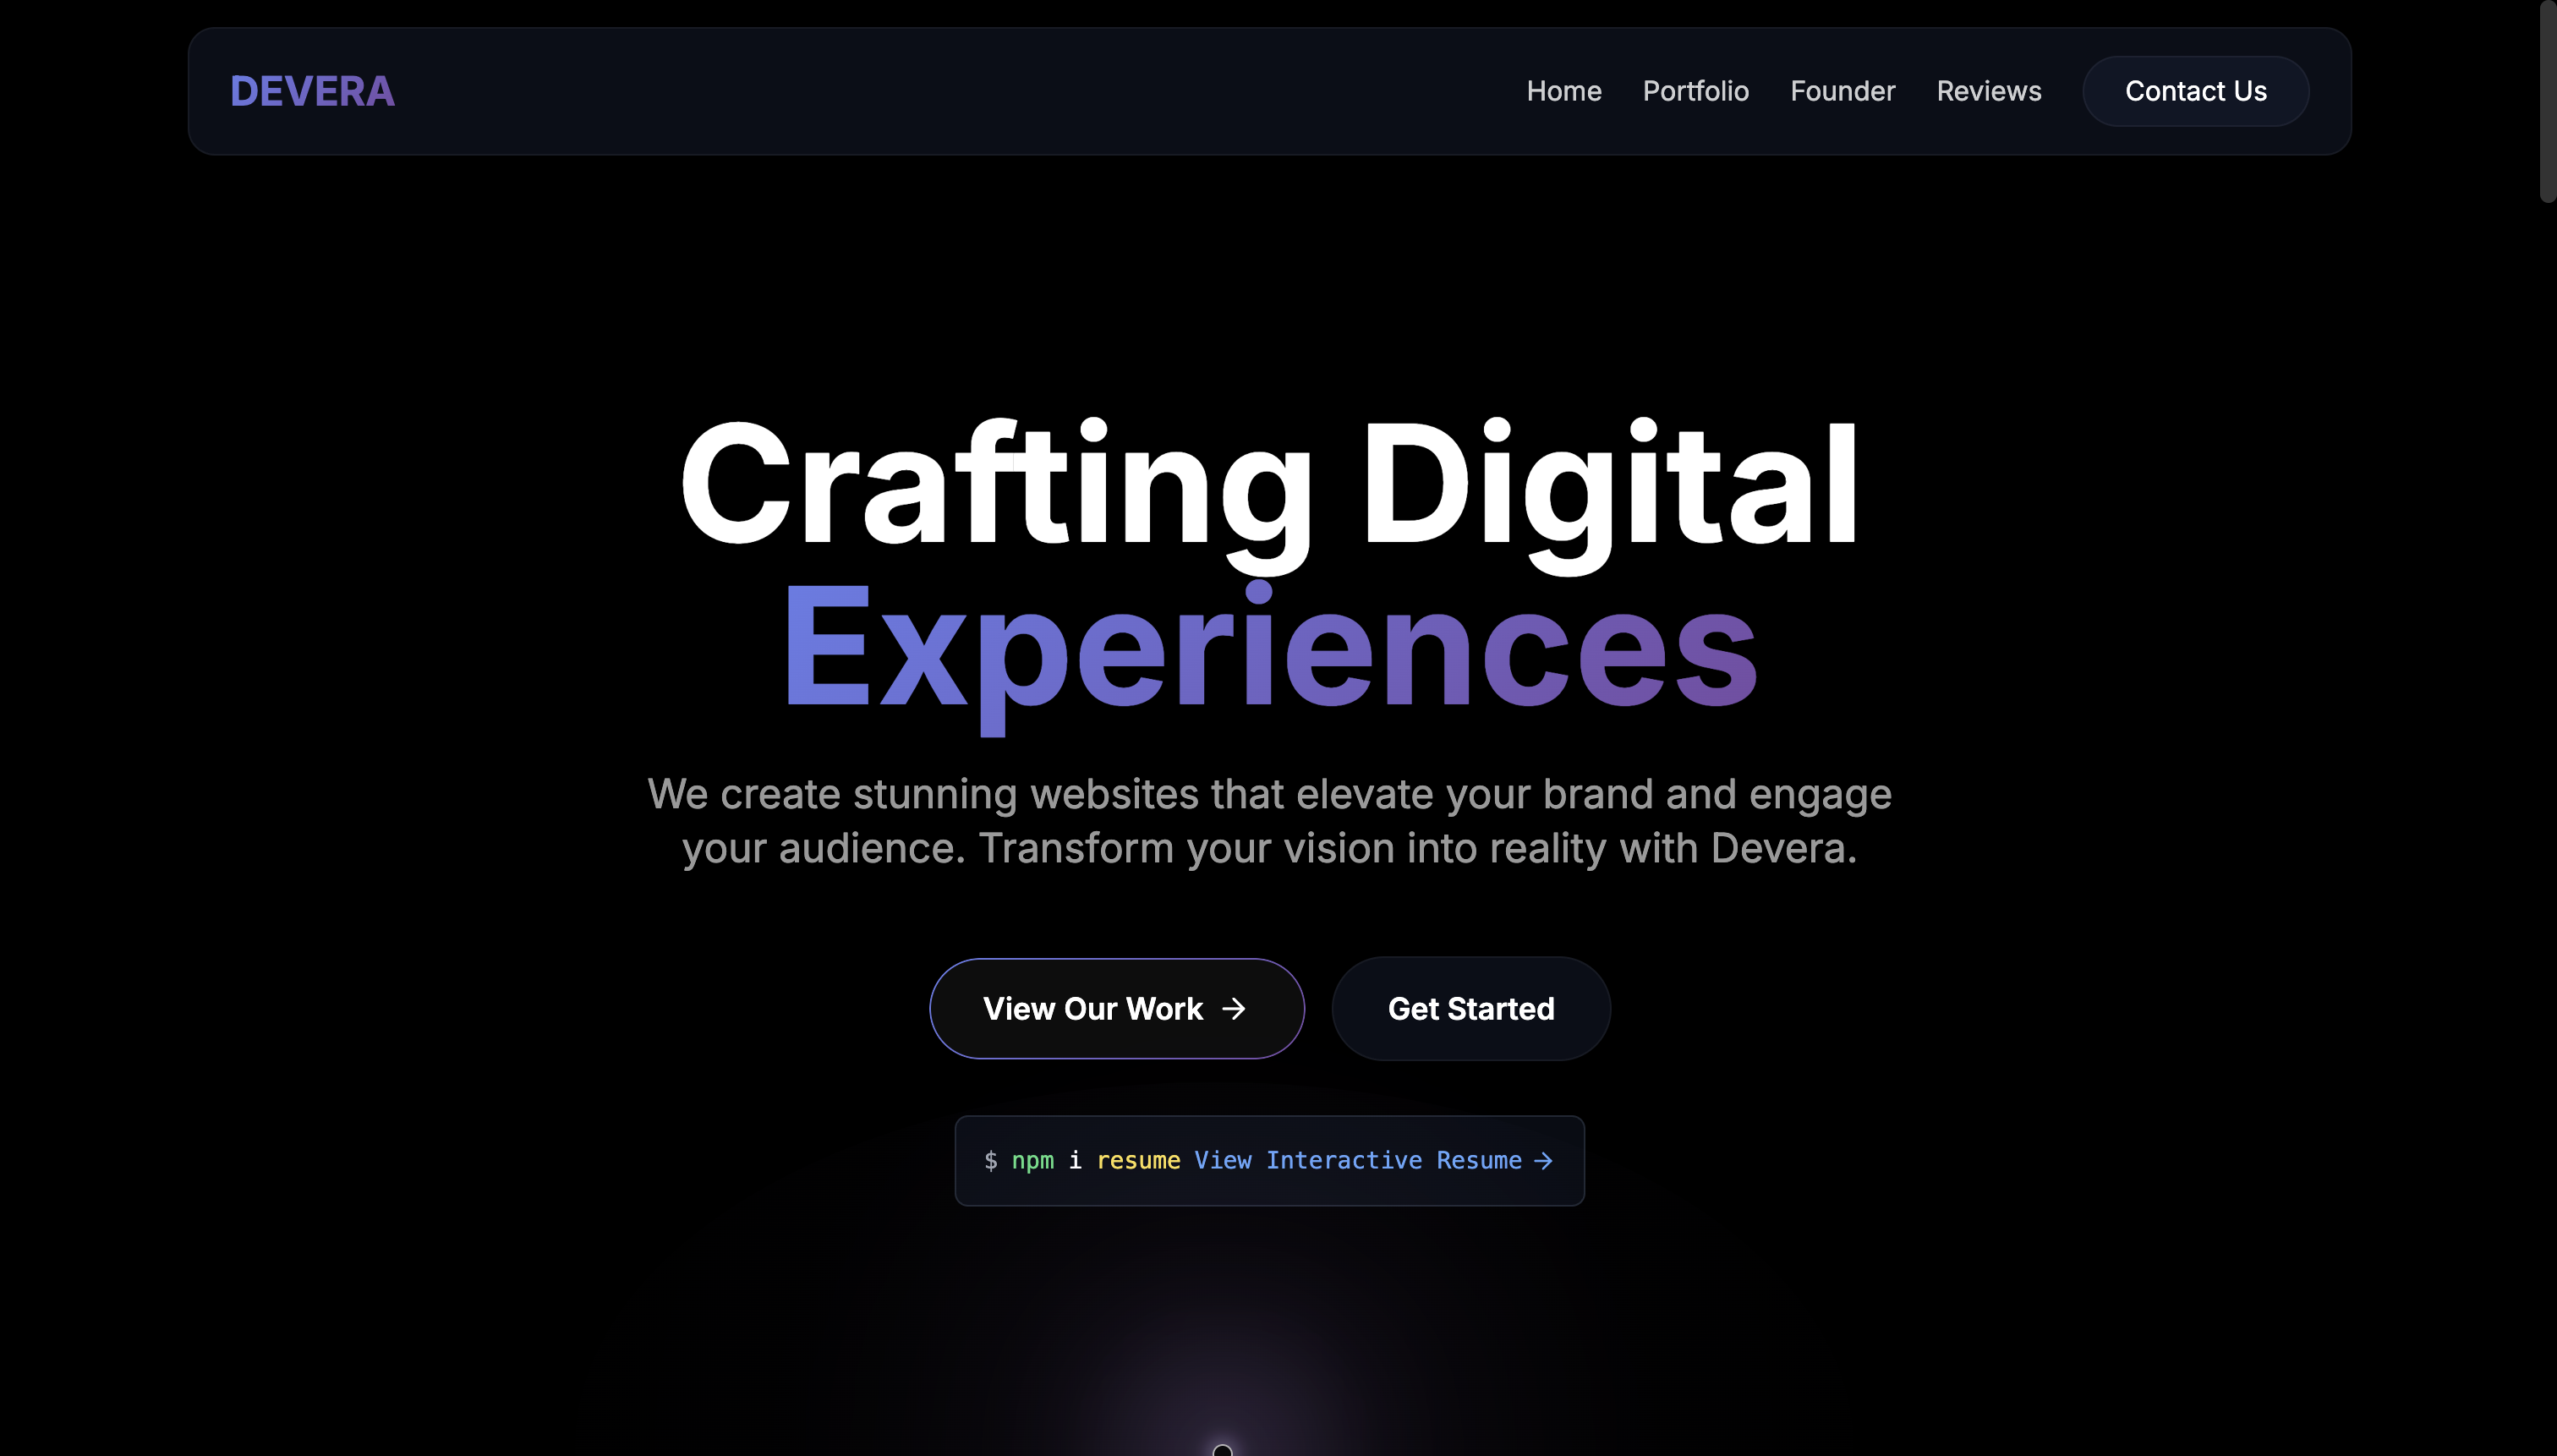 DEVERA
Home Portfolio Founder Reviews Contact Us
Crafting Digital
Experiences
We create stunning websites that elevate your brand and engage
your audience. Transform your vision into reality with Devera.
View Our Work → Get Started
$ npm i resume View Interactive Resume →